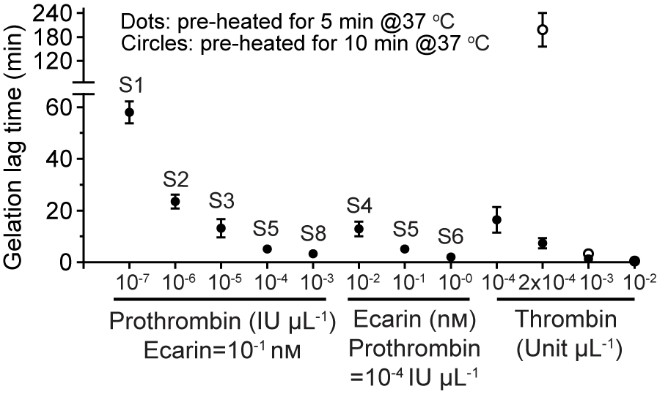 Gelation lag time (min)
240
180
120
60
40
20
0
Dots: pre-heated for 5 min @37 ºC
Circles: pre-heated for 10 min @37 ºC
S1
S2
S3
S5
S8
S4
S5
S6
10⁻⁷ 10⁻⁶ 10⁻⁵ 10⁻⁴ 10⁻³ 10⁻² 10⁻¹ 10⁻⁰ 10⁻⁴ 2x10⁻⁴ 10⁻³ 10⁻²
Prothrombin (IU µL⁻¹)
Ecarin=10⁻¹ nM
Ecarin (nM)
Prothrombin
=10⁻⁴ IU µL⁻¹
Thrombin
(Unit µL⁻¹)